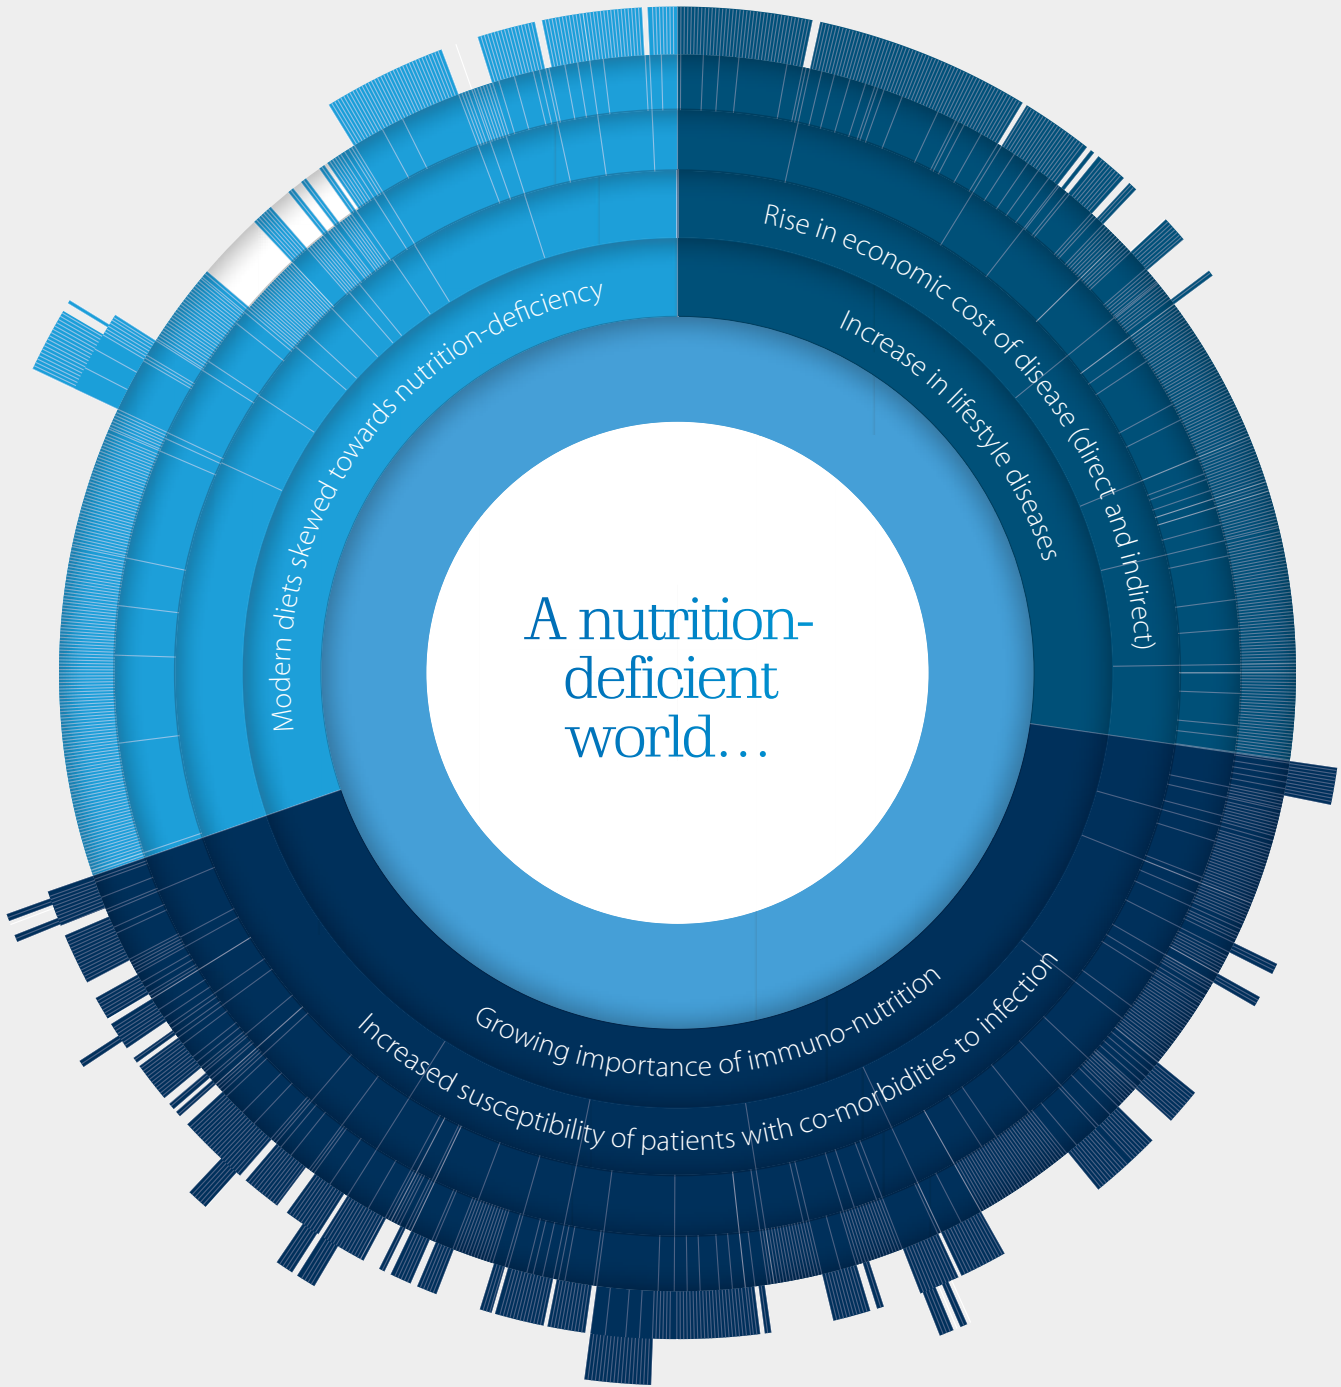 A nutrition-
deficient
world...
Modern diets skewed towards nutrition-deficiency
Rise in economic cost of disease (direct and indirect)
Increase in lifestyle diseases
Growing importance of immuno-nutrition
Increased susceptibility of patients with co-morbidities to infection